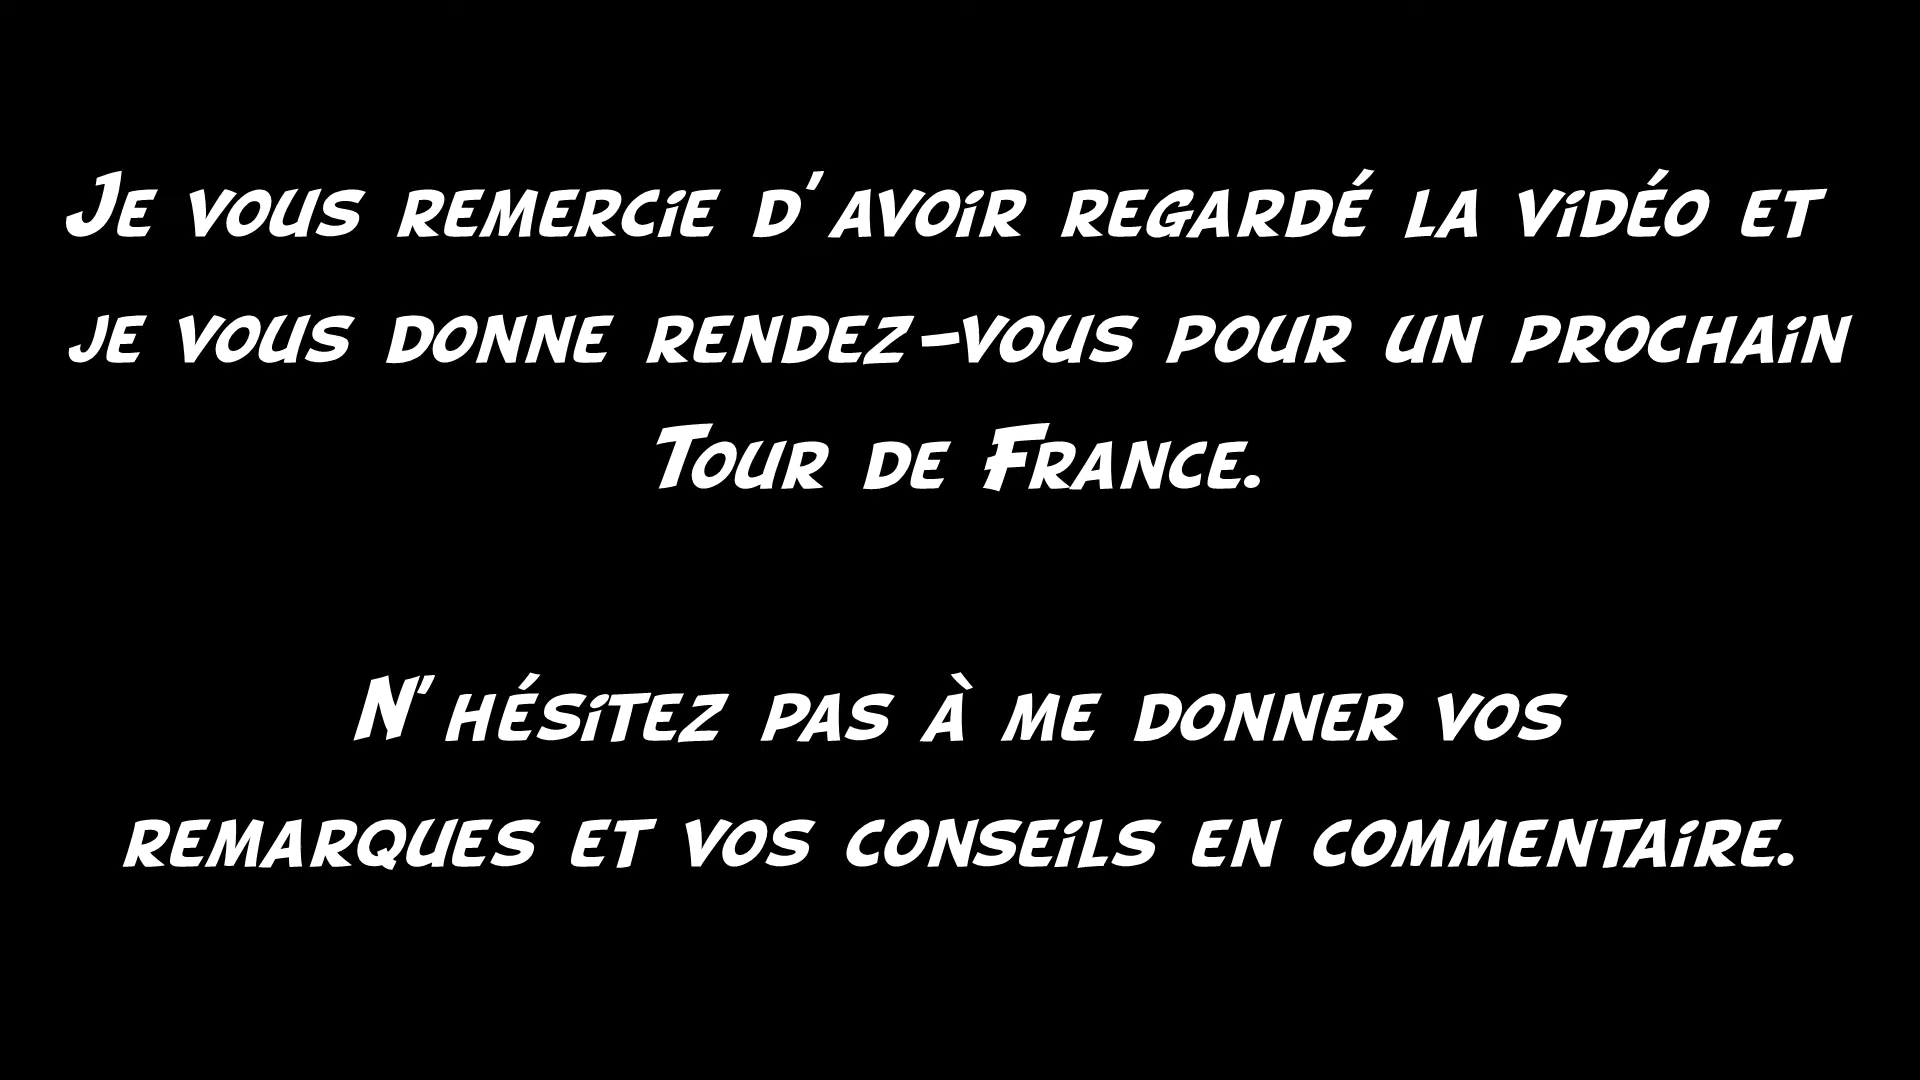 Je vous remercie d'avoir regardé la vidéo et
je vous donne rendez-vous pour un prochain
Tour de France.
N'hésitez pas à me donner vos
remarques et vos conseils en commentaire.